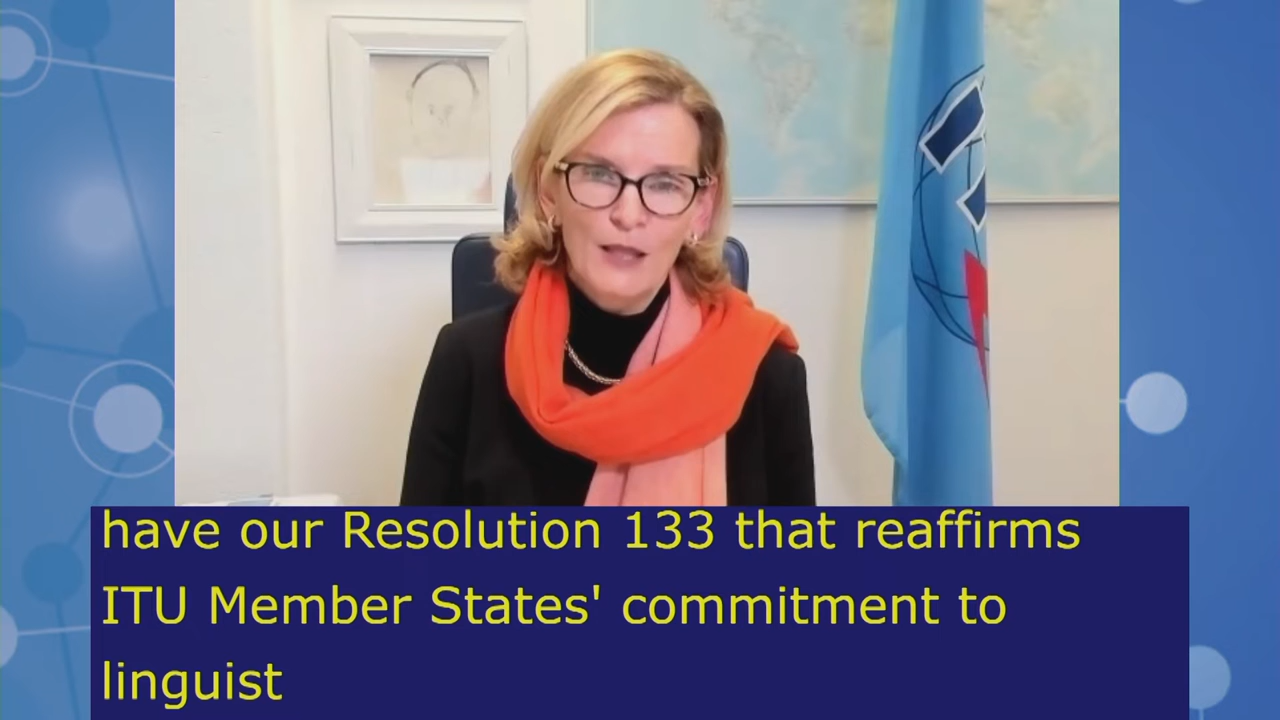 have our Resolution 133 that reaffirms
ITU Member States' commitment to
linguist